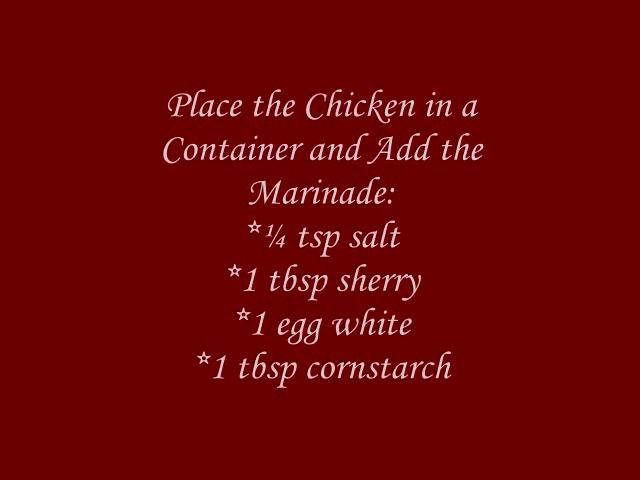 Place the Chicken in a
Container and Add the
Marinade:
*¼ tsp salt
*1 tbsp sherry
*1 egg white
*1 tbsp cornstarch